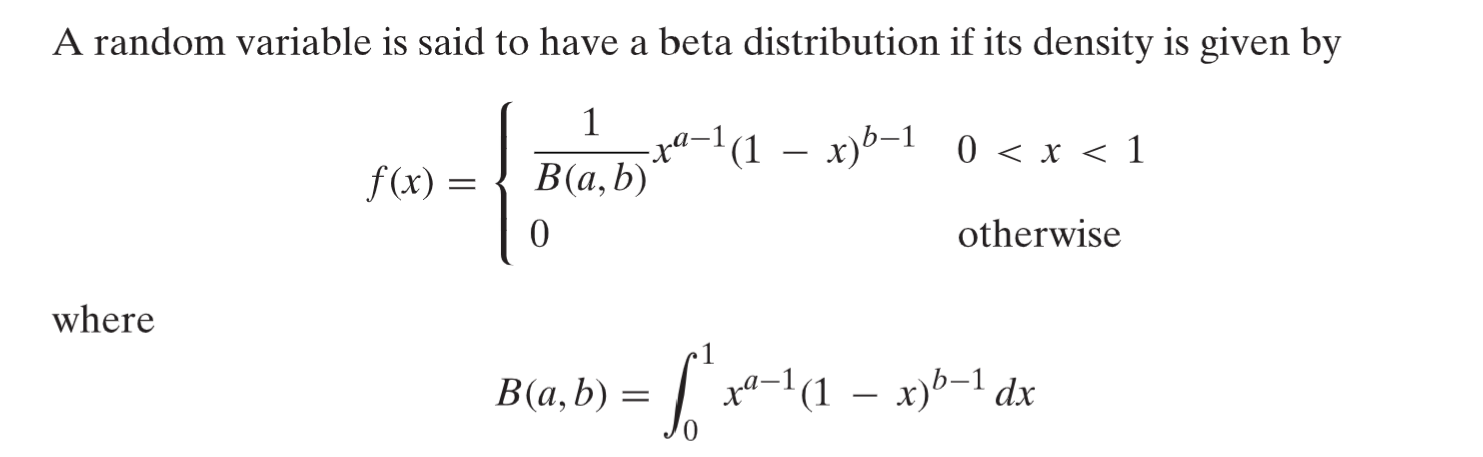 A random variable is said to have a beta distribution if its density is given by
f(x) = { 1/B(a, b) x^{a−1}(1 − x)^{b−1} 0 < x < 1
0 otherwise
where
B(a, b) = ∫_0^1 x^{a−1}(1 − x)^{b−1} dx